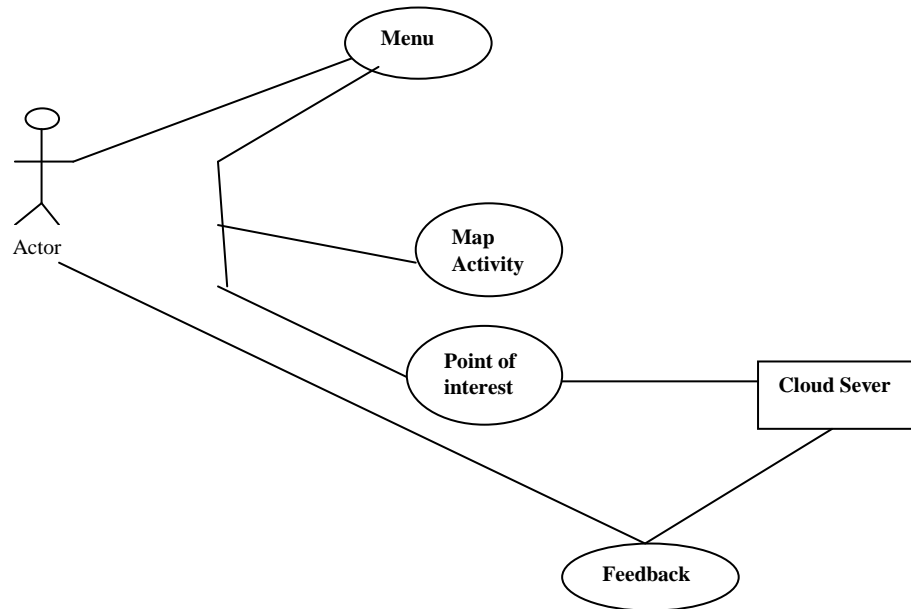 Menu
Actor
Map
Activity
Point of
interest
Cloud Sever
Feedback